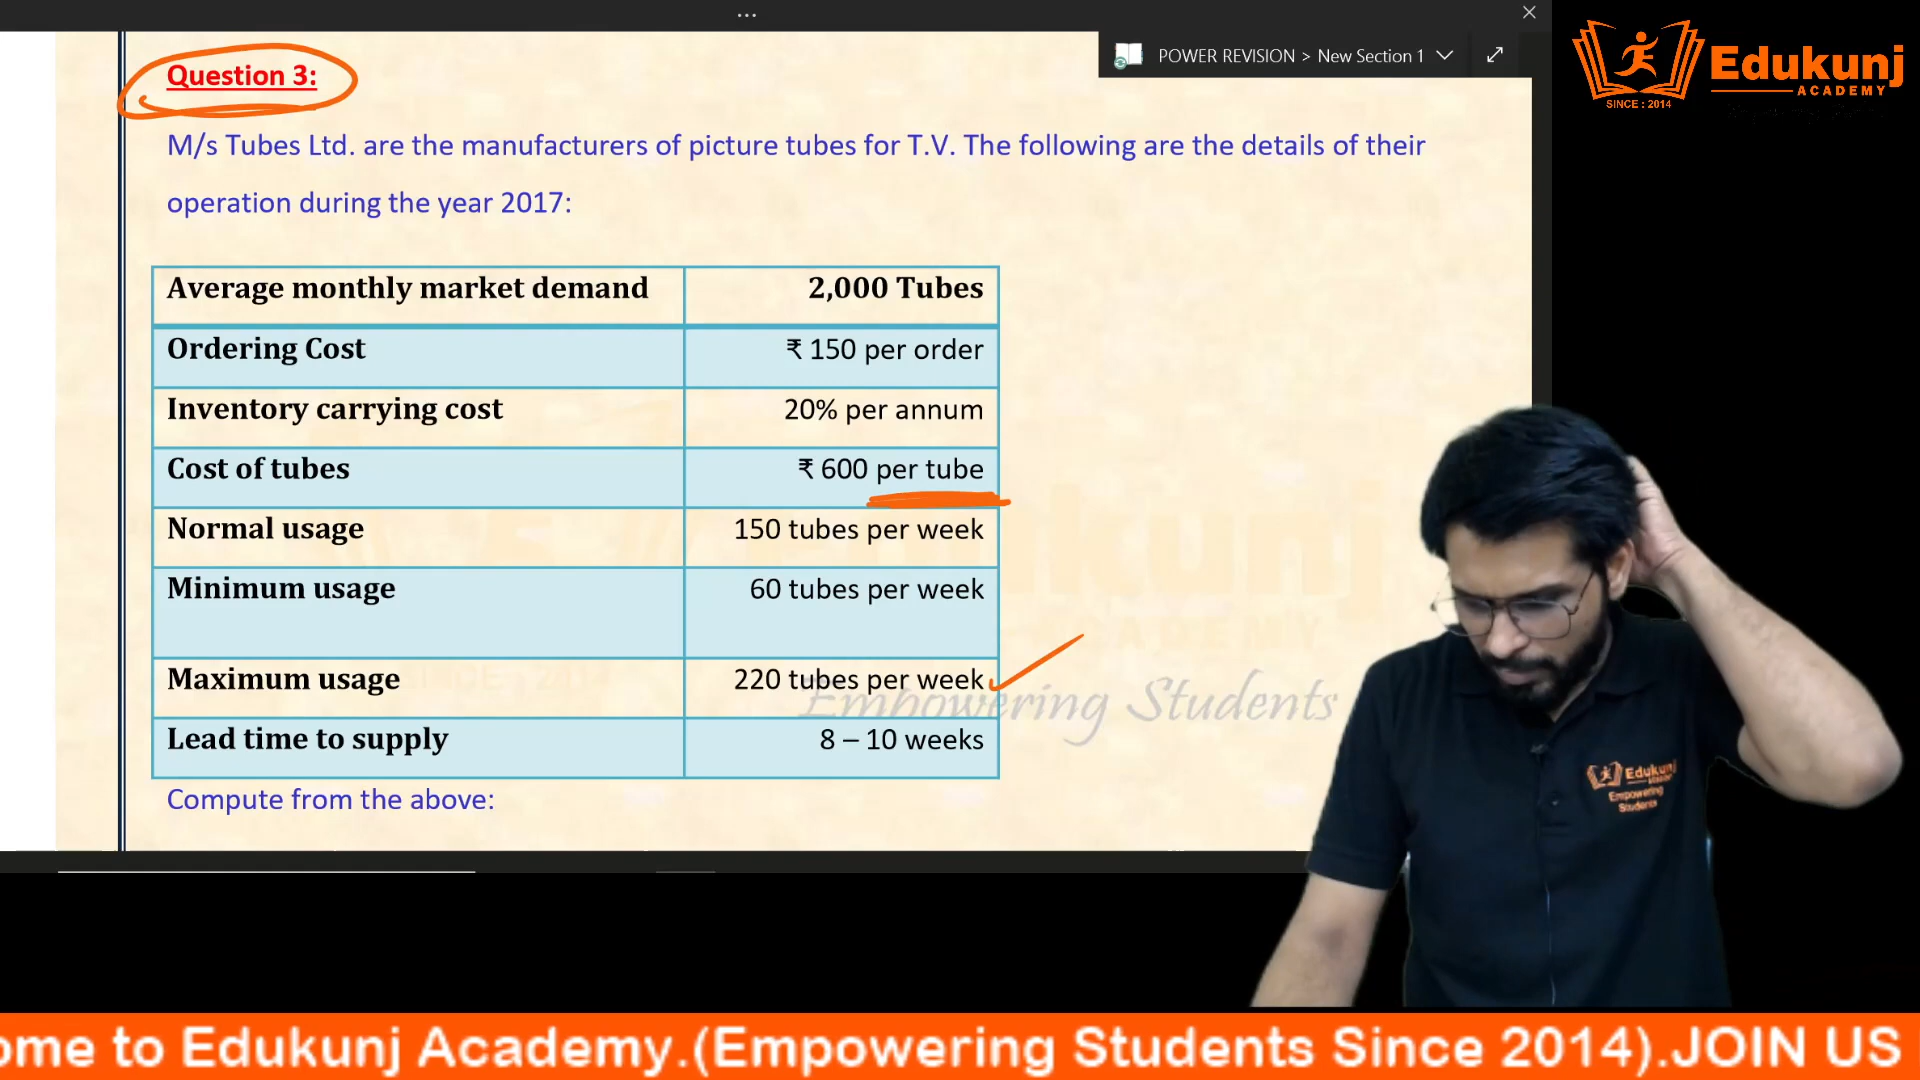 ...
POWER REVISION > New Section 1
Edukunj
ACADEMY
SINCE : 2014
Question 3:
M/s Tubes Ltd. are the manufacturers of picture tubes for T.V. The following are the details of their
operation during the year 2017:
Average monthly market demand 2,000 Tubes
Ordering Cost ₹ 150 per order
Inventory carrying cost 20% per annum
Cost of tubes ₹ 600 per tube
Normal usage 150 tubes per week
Minimum usage 60 tubes per week
Maximum usage 220 tubes per week
Lead time to supply 8 – 10 weeks
Empowering Students
Compute from the above:
Edukunj
Empowering
Students
ome to Edukunj Academy.(Empowering Students Since 2014).JOIN US